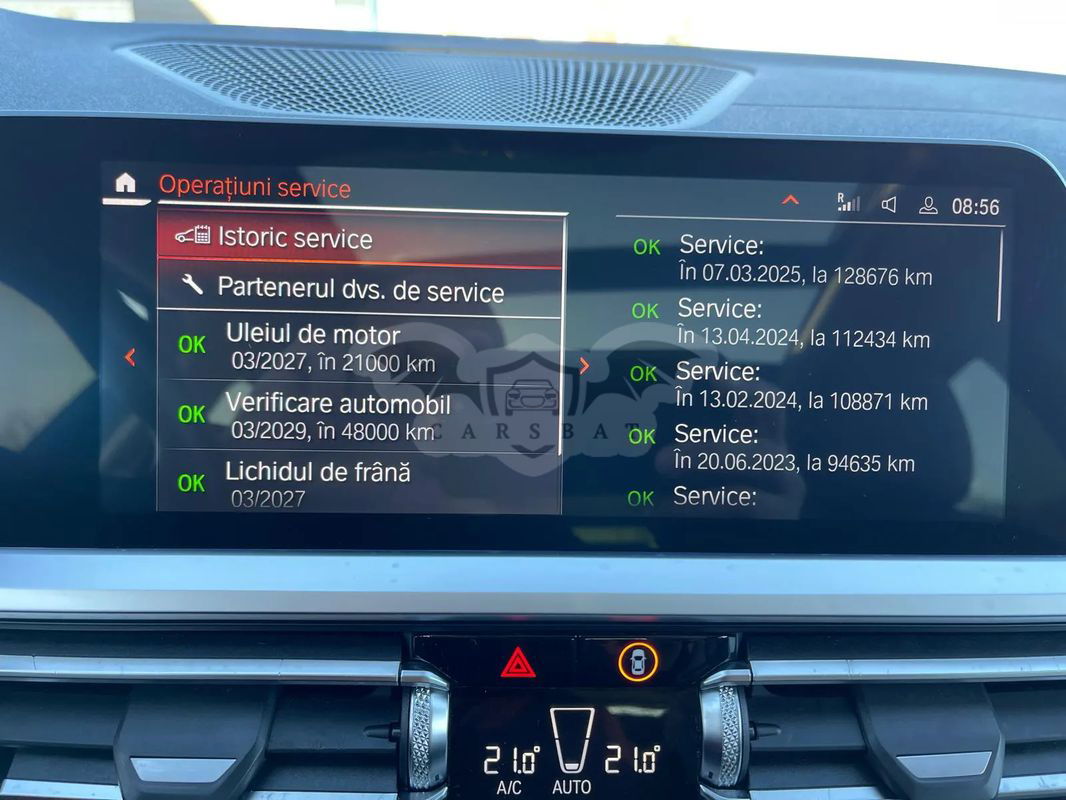 Operațiuni service
R
08:56
Istoric service
Partenerul dvs. de service
OK Uleiul de motor
03/2027, în 21000 km
OK Verificare automobil
03/2029, în 48000 km
OK Lichidul de frână
03/2027
OK Service:
În 07.03.2025, la 128676 km
OK Service:
În 13.04.2024, la 112434 km
OK Service:
În 13.02.2024, la 108871 km
OK Service:
În 20.06.2023, la 94635 km
OK Service:
CARSBAT
21.0°
A/C
AUTO
21.0°